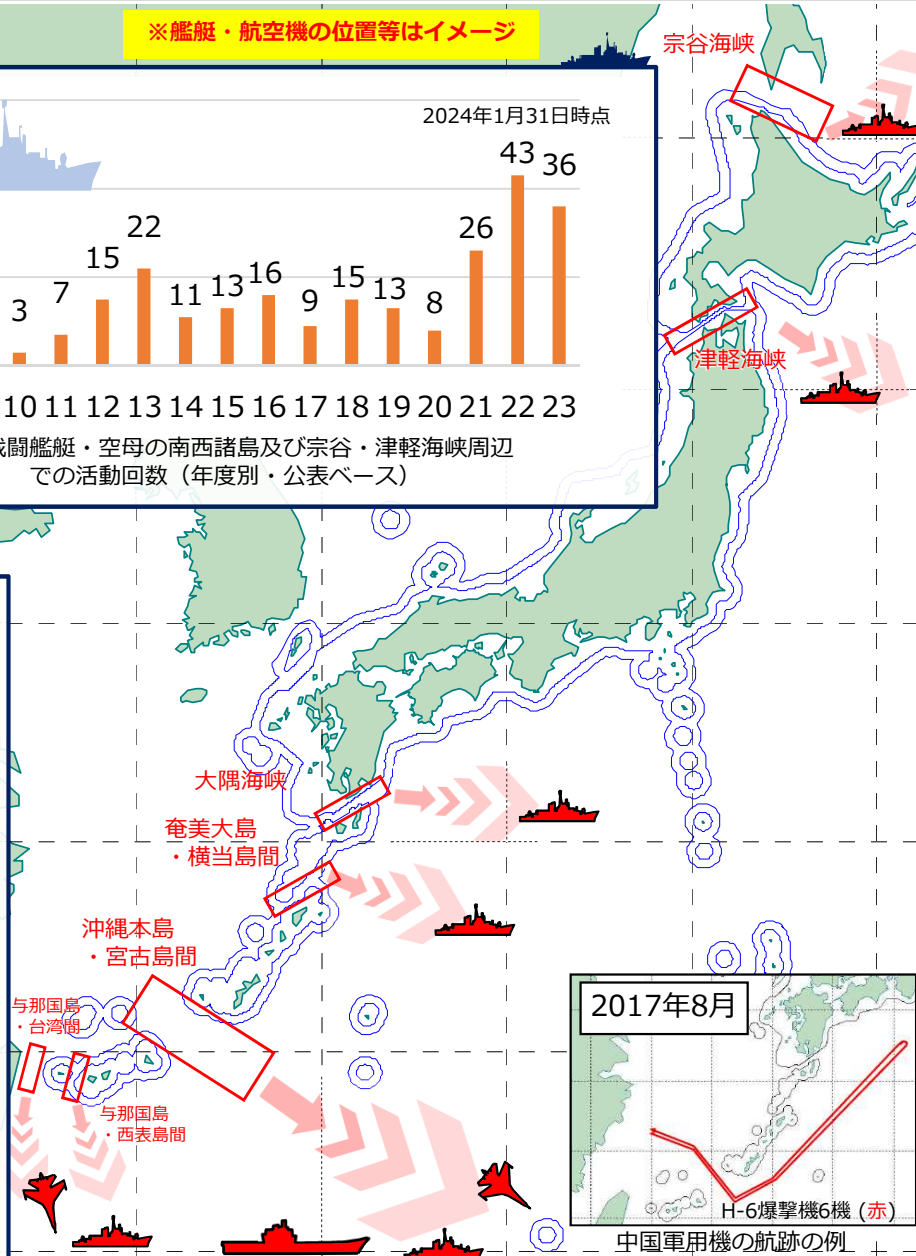 ※艦艇・航空機の位置等はイメージ
宗谷海峡
2024年1月31日時点
3 7 15 22 11 13 16 9 15 13 8 26 43 36
10 11 12 13 14 15 16 17 18 19 20 21 22 23
闘艦艇・空母の南西諸島及び宗谷・津軽海峡周辺
での活動回数（年度別・公表ベース）
津軽海峡
大隅海峡
奄美大島
・横当島間
沖縄本島
・宮古島間
与那国島
・台湾間
与那国島
・西表島間
2017年8月
H-6爆撃機6機（赤）
中国軍用機の航跡の例